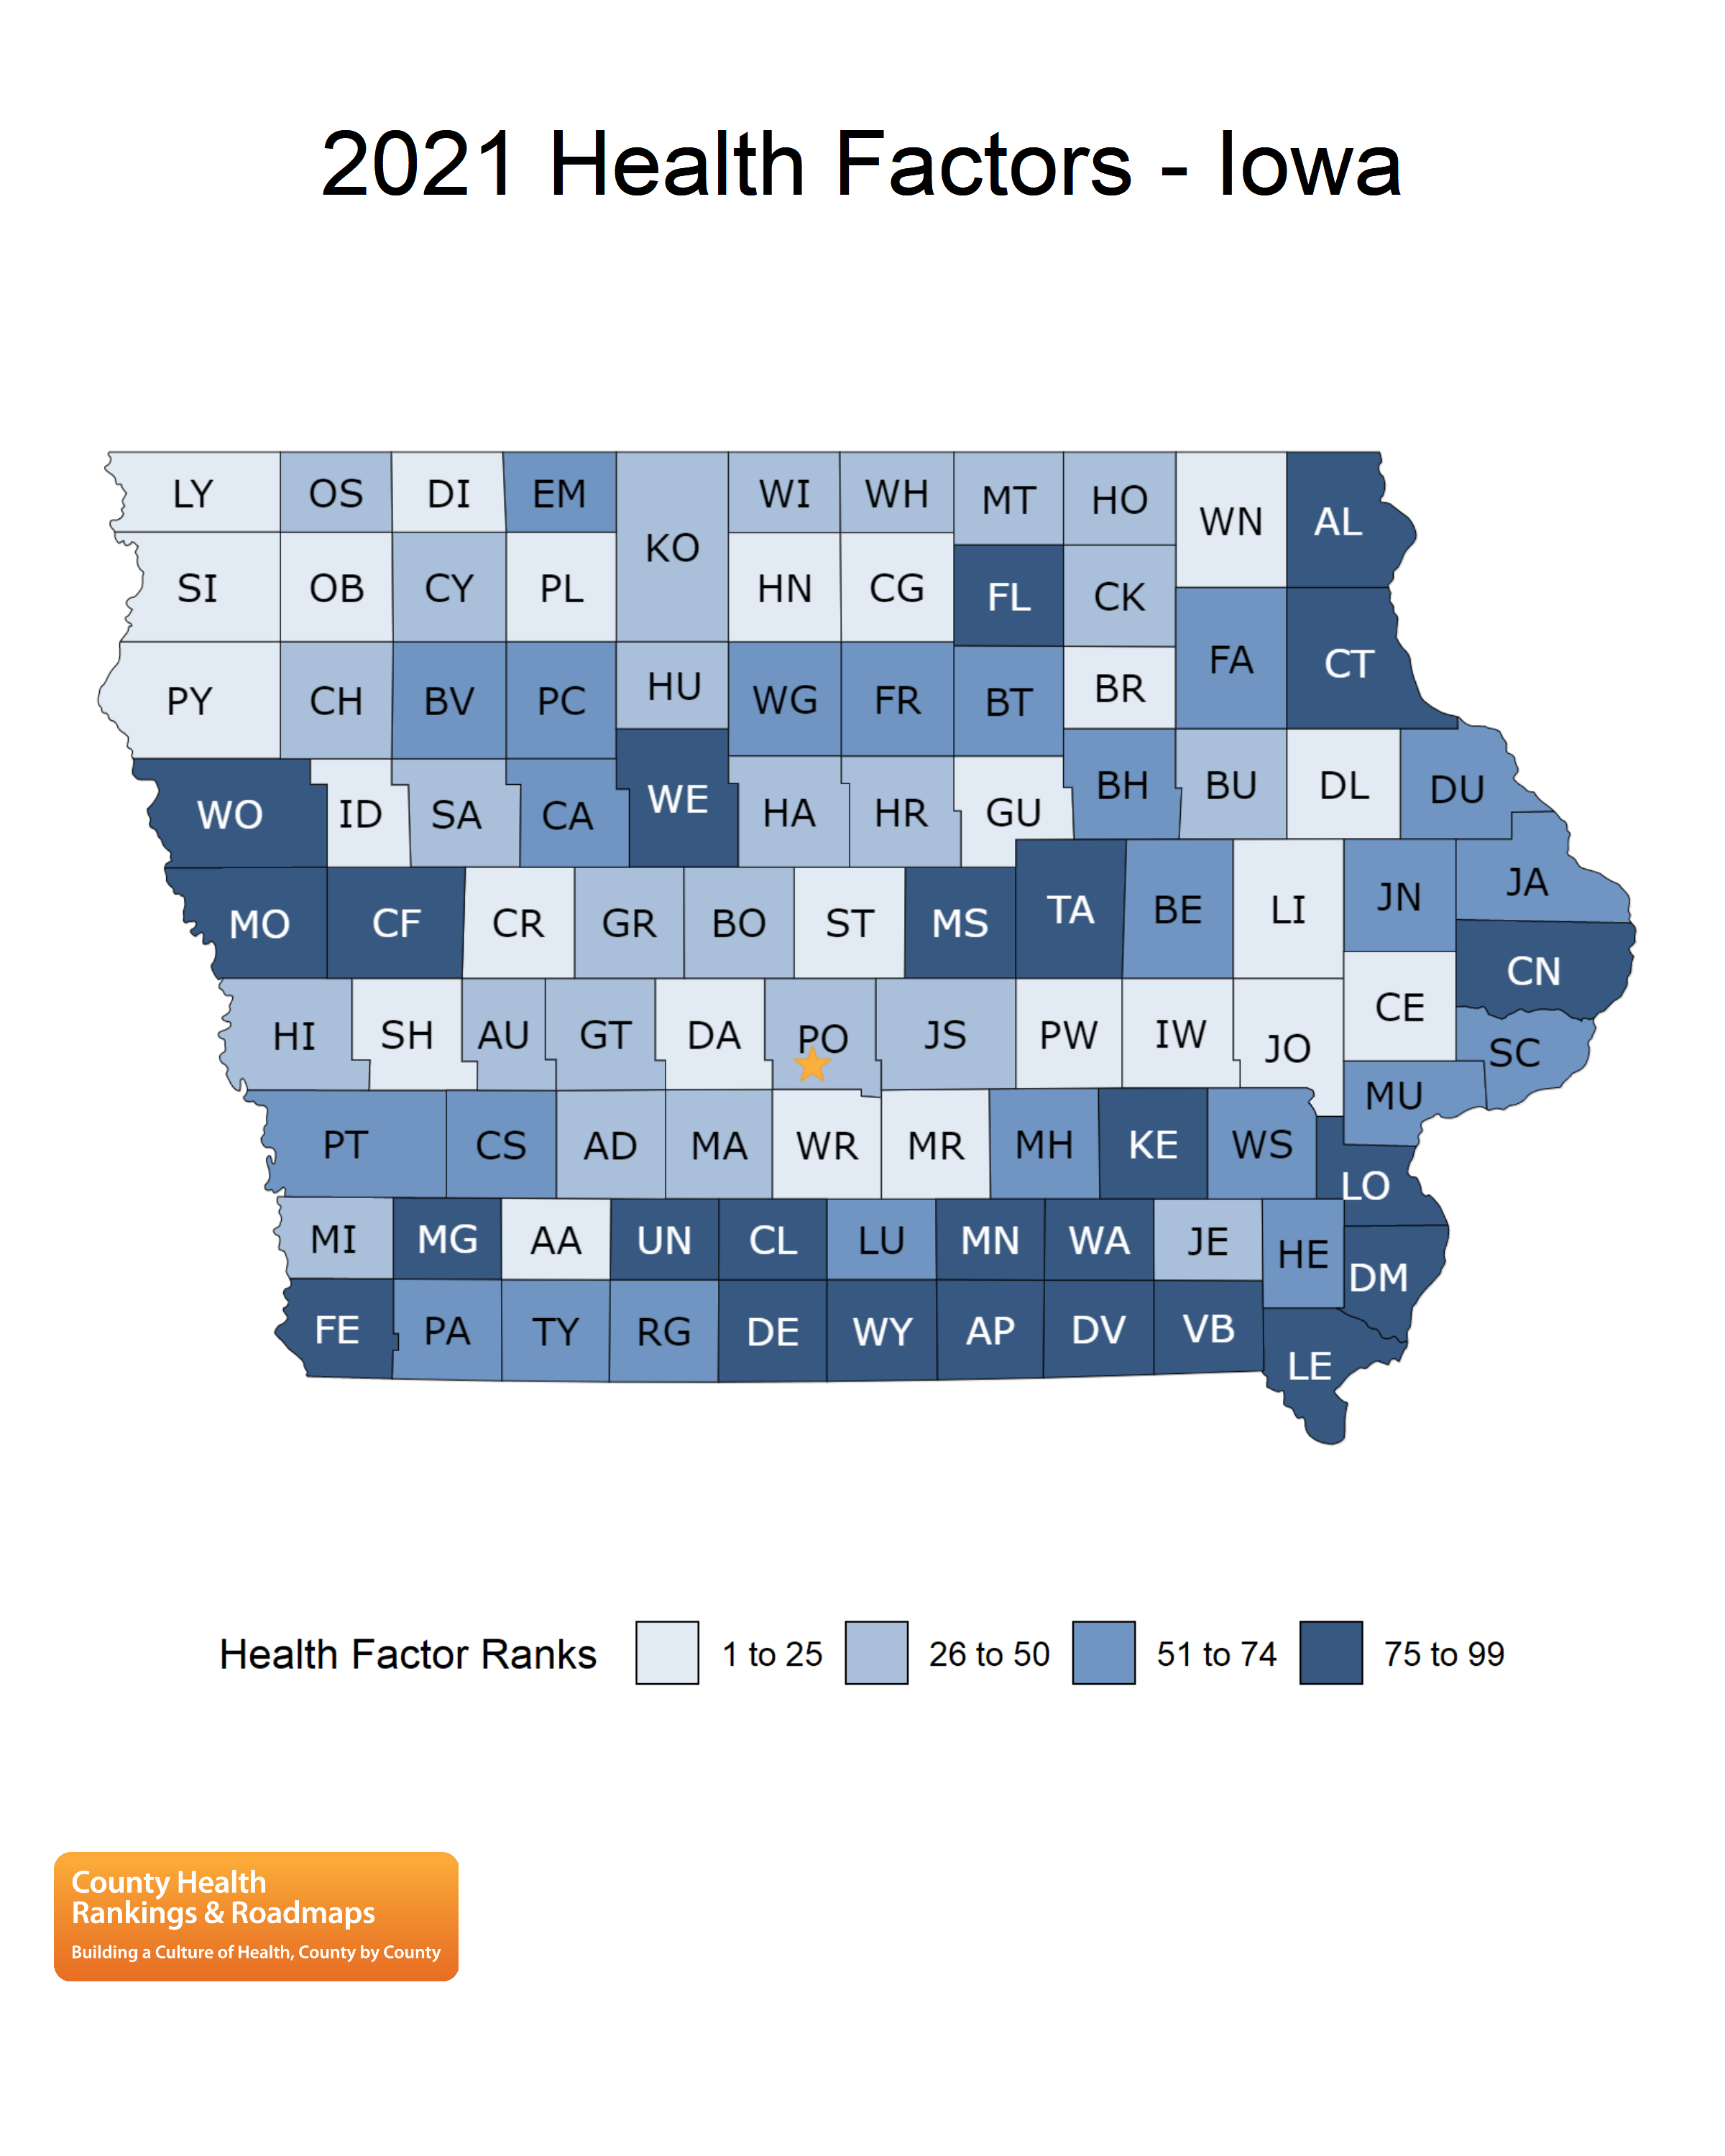 2021 Health Factors - Iowa
LY OS DI EM KO WI WH MT HO WN AL
SI OB CY PL HN CG FL CK
PY CH BV PC HU WG FR BT BR FA CT
WO ID SA CA WE HA HR GU BH BU DL DU
MO CF CR GR BO ST MS TA BE LI JN JA
HI SH AU GT DA PO JS PW IW JO CE CN
SC
PT CS AD MA WR MR MH KE WS MU
LO
MI MG AA UN CL LU MN WA JE HE DM
FE PA TY RG DE WY AP DV VB LE
Health Factor Ranks 1 to 25 26 to 50 51 to 74 75 to 99
County Health
Rankings & Roadmaps
Building a Culture of Health, County by County